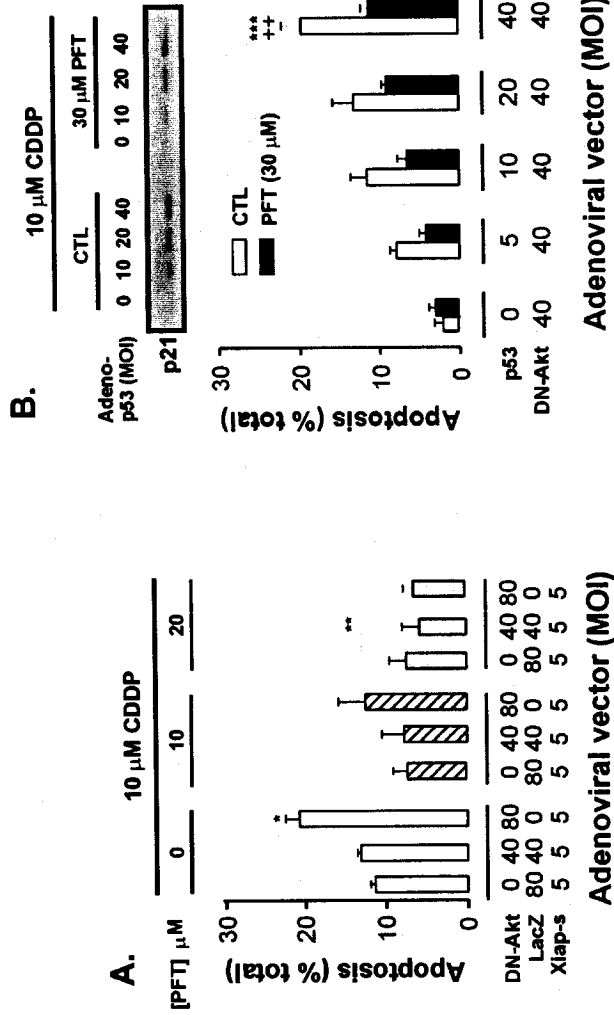 A.
10 μM CDDP
[PFT] μM 0 10 20
Apoptosis (% total)
30
20
10
0
*
**
DN-Akt 0 40 80 0 40 80 0 40 80
LacZ 80 40 0 80 40 0 80 40 0
Xiap-s 5 5 5 5 5 5 5 5 5
Adenoviral vector (MOI)
B.
10 μM CDDP
CTL 30 μM PFT
Adeno-
p53 (MOI) 0 10 20 40 0 10 20 40
p21
CTL
PFT (30 μM)
Apoptosis (% total)
30
20
10
0
***
++
p53 0 5 10 20 40
DN-Akt 40 40 40 40 40
Adenoviral vector (MOI)